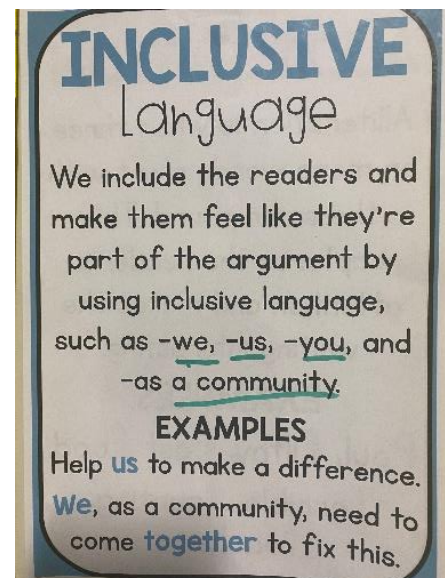 INCLUSIVE
Language
We include the readers and
make them feel like they're
part of the argument by
using inclusive language,
such as -we, -us, -you, and
-as a community.
EXAMPLES
Help us to make a difference.
We, as a community, need to
come together to fix this.